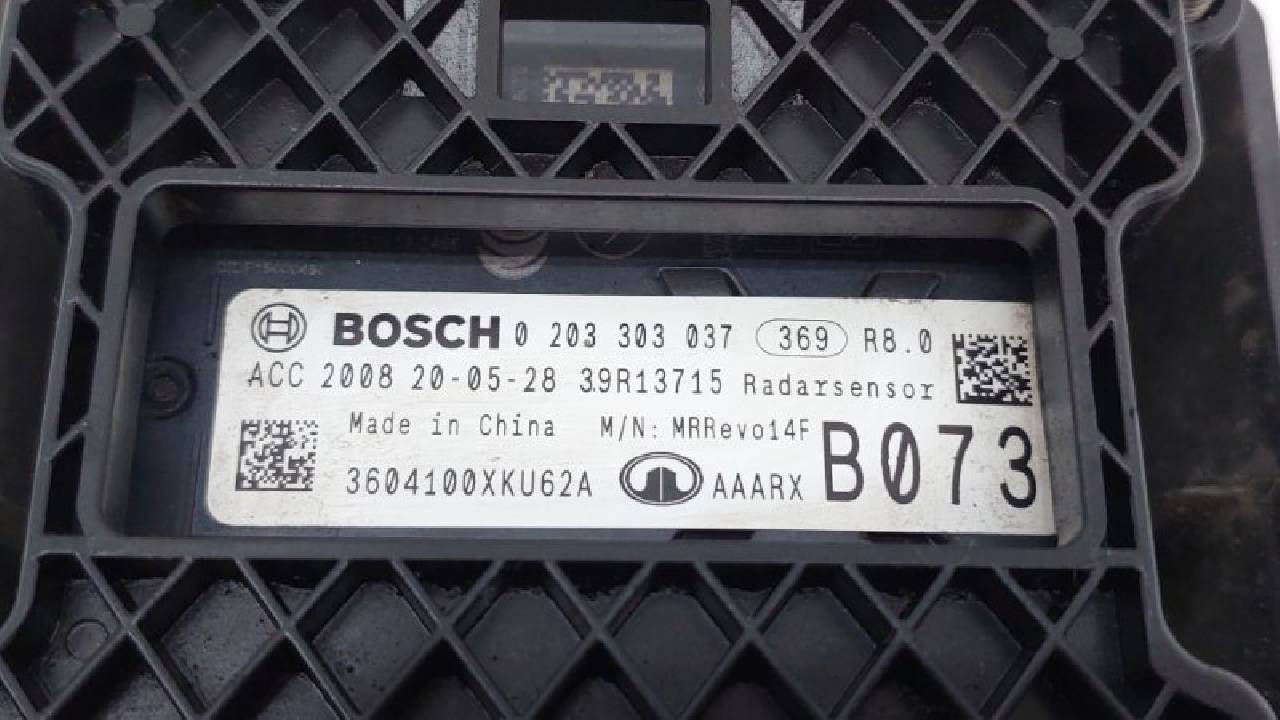 BOSCH 0 203 303 037 369 R8.0
ACC 2008 20-05-28 39R13715 Radarsensor
Made in China M/N: MRRevo14F
3604100XKU62A AAARX B073